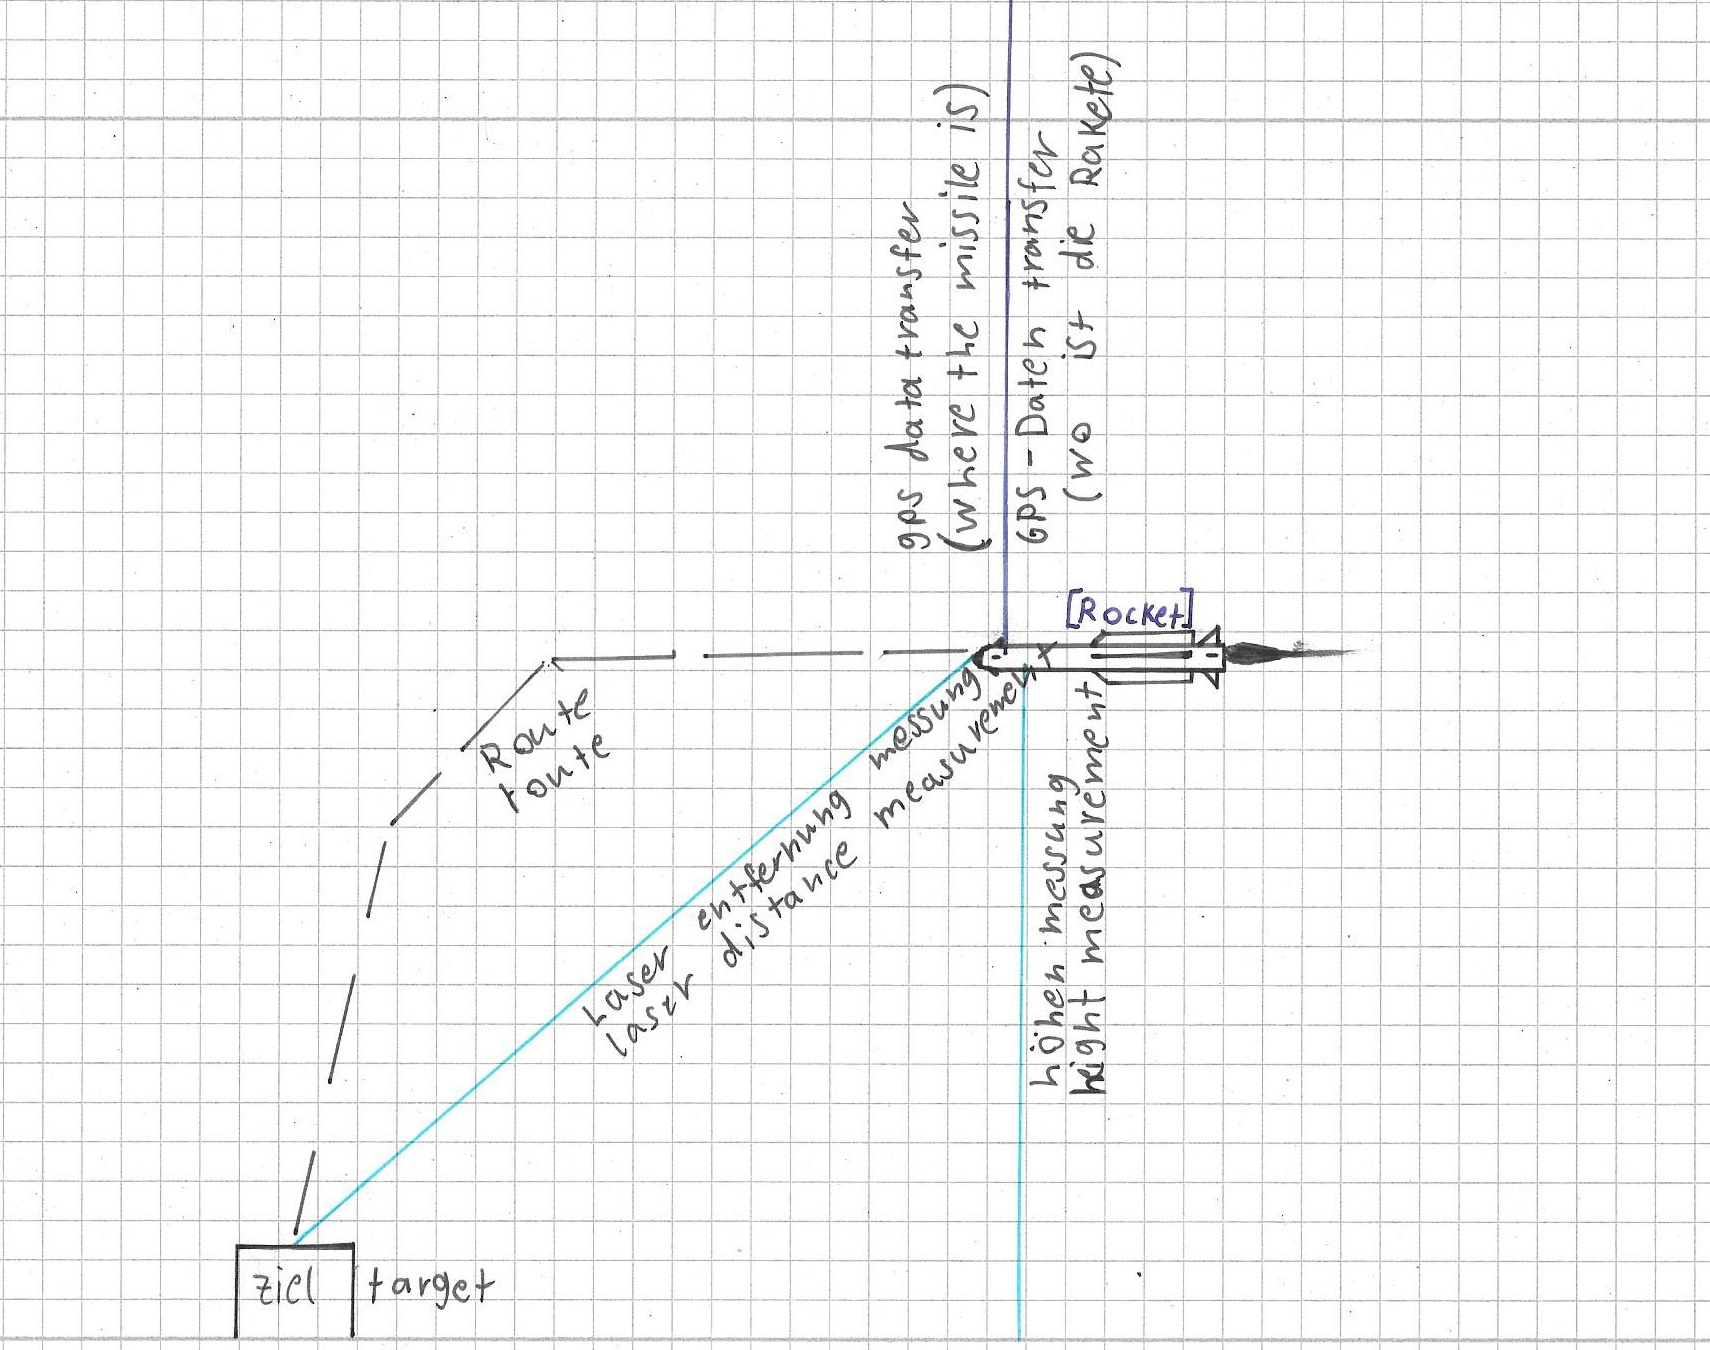 gps data transfer
(where the missile is)
GPS-Daten transfer
(wo ist die Rakete)
[Rocket]
Route
route
Laser entfernung messung
laser distance measurement
höhen messung
height measurement
ziel
target